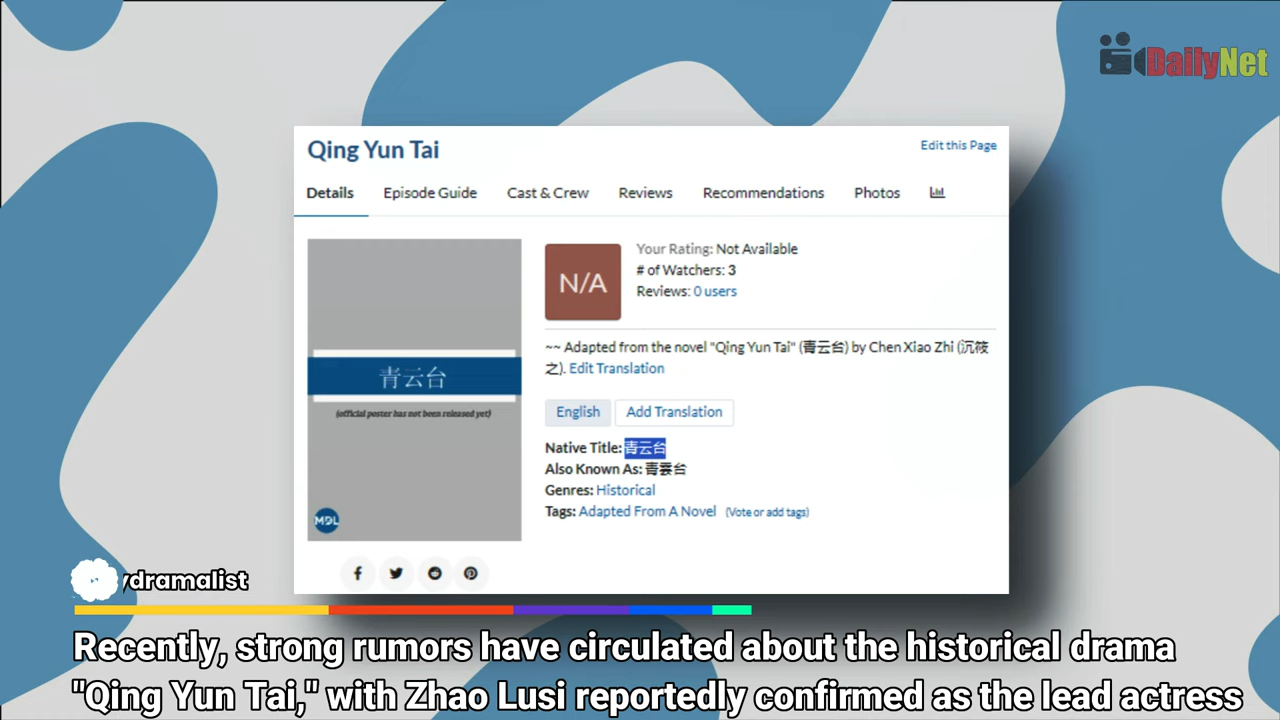 DailyNet
Qing Yun Tai
Edit this Page
Details Episode Guide Cast & Crew Reviews Recommendations Photos
N/A
Your Rating: Not Available
# of Watchers: 3
Reviews: 0 users
~~ Adapted from the novel "Qing Yun Tai" (青云台) by Chen Xiao Zhi (沉筱
之). Edit Translation
青云台
(official poster has not been released yet)
MDL
English Add Translation
Native Title: 青云台
Also Known As: 青雲台
Genres: Historical
Tags: Adapted From A Novel (Vote or add tags)
ydramalist
Recently, strong rumors have circulated about the historical drama
"Qing Yun Tai," with Zhao Lusi reportedly confirmed as the lead actress